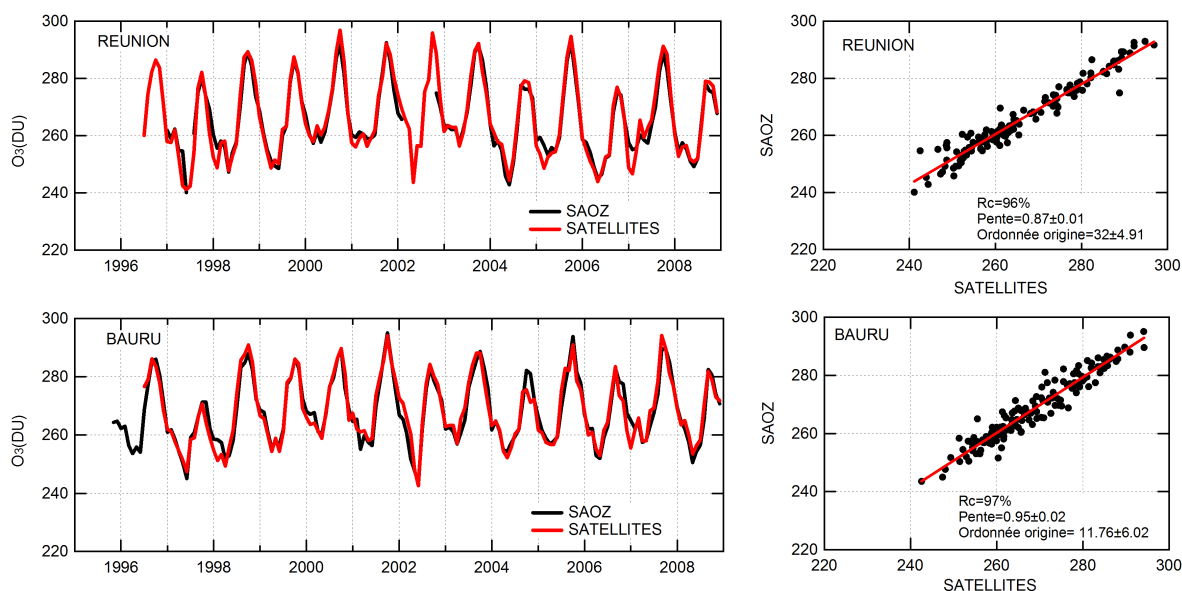 REUNION
O3(DU)
300
280
260
240
220
SAOZ
SATELLITES
1996 1998 2000 2002 2004 2006 2008
REUNION
SAOZ
300
280
260
240
220
Rc=96%
Pente=0.87±0.01
Ordonnée origine=32±4.91
220 240 260 280 300
SATELLITES
BAURU
O3(DU)
300
280
260
240
220
SAOZ
SATELLITES
1996 1998 2000 2002 2004 2006 2008
BAURU
SAOZ
300
280
260
240
220
Rc=97%
Pente=0.95±0.02
Ordonnée origine= 11.76±6.02
220 240 260 280 300
SATELLITES